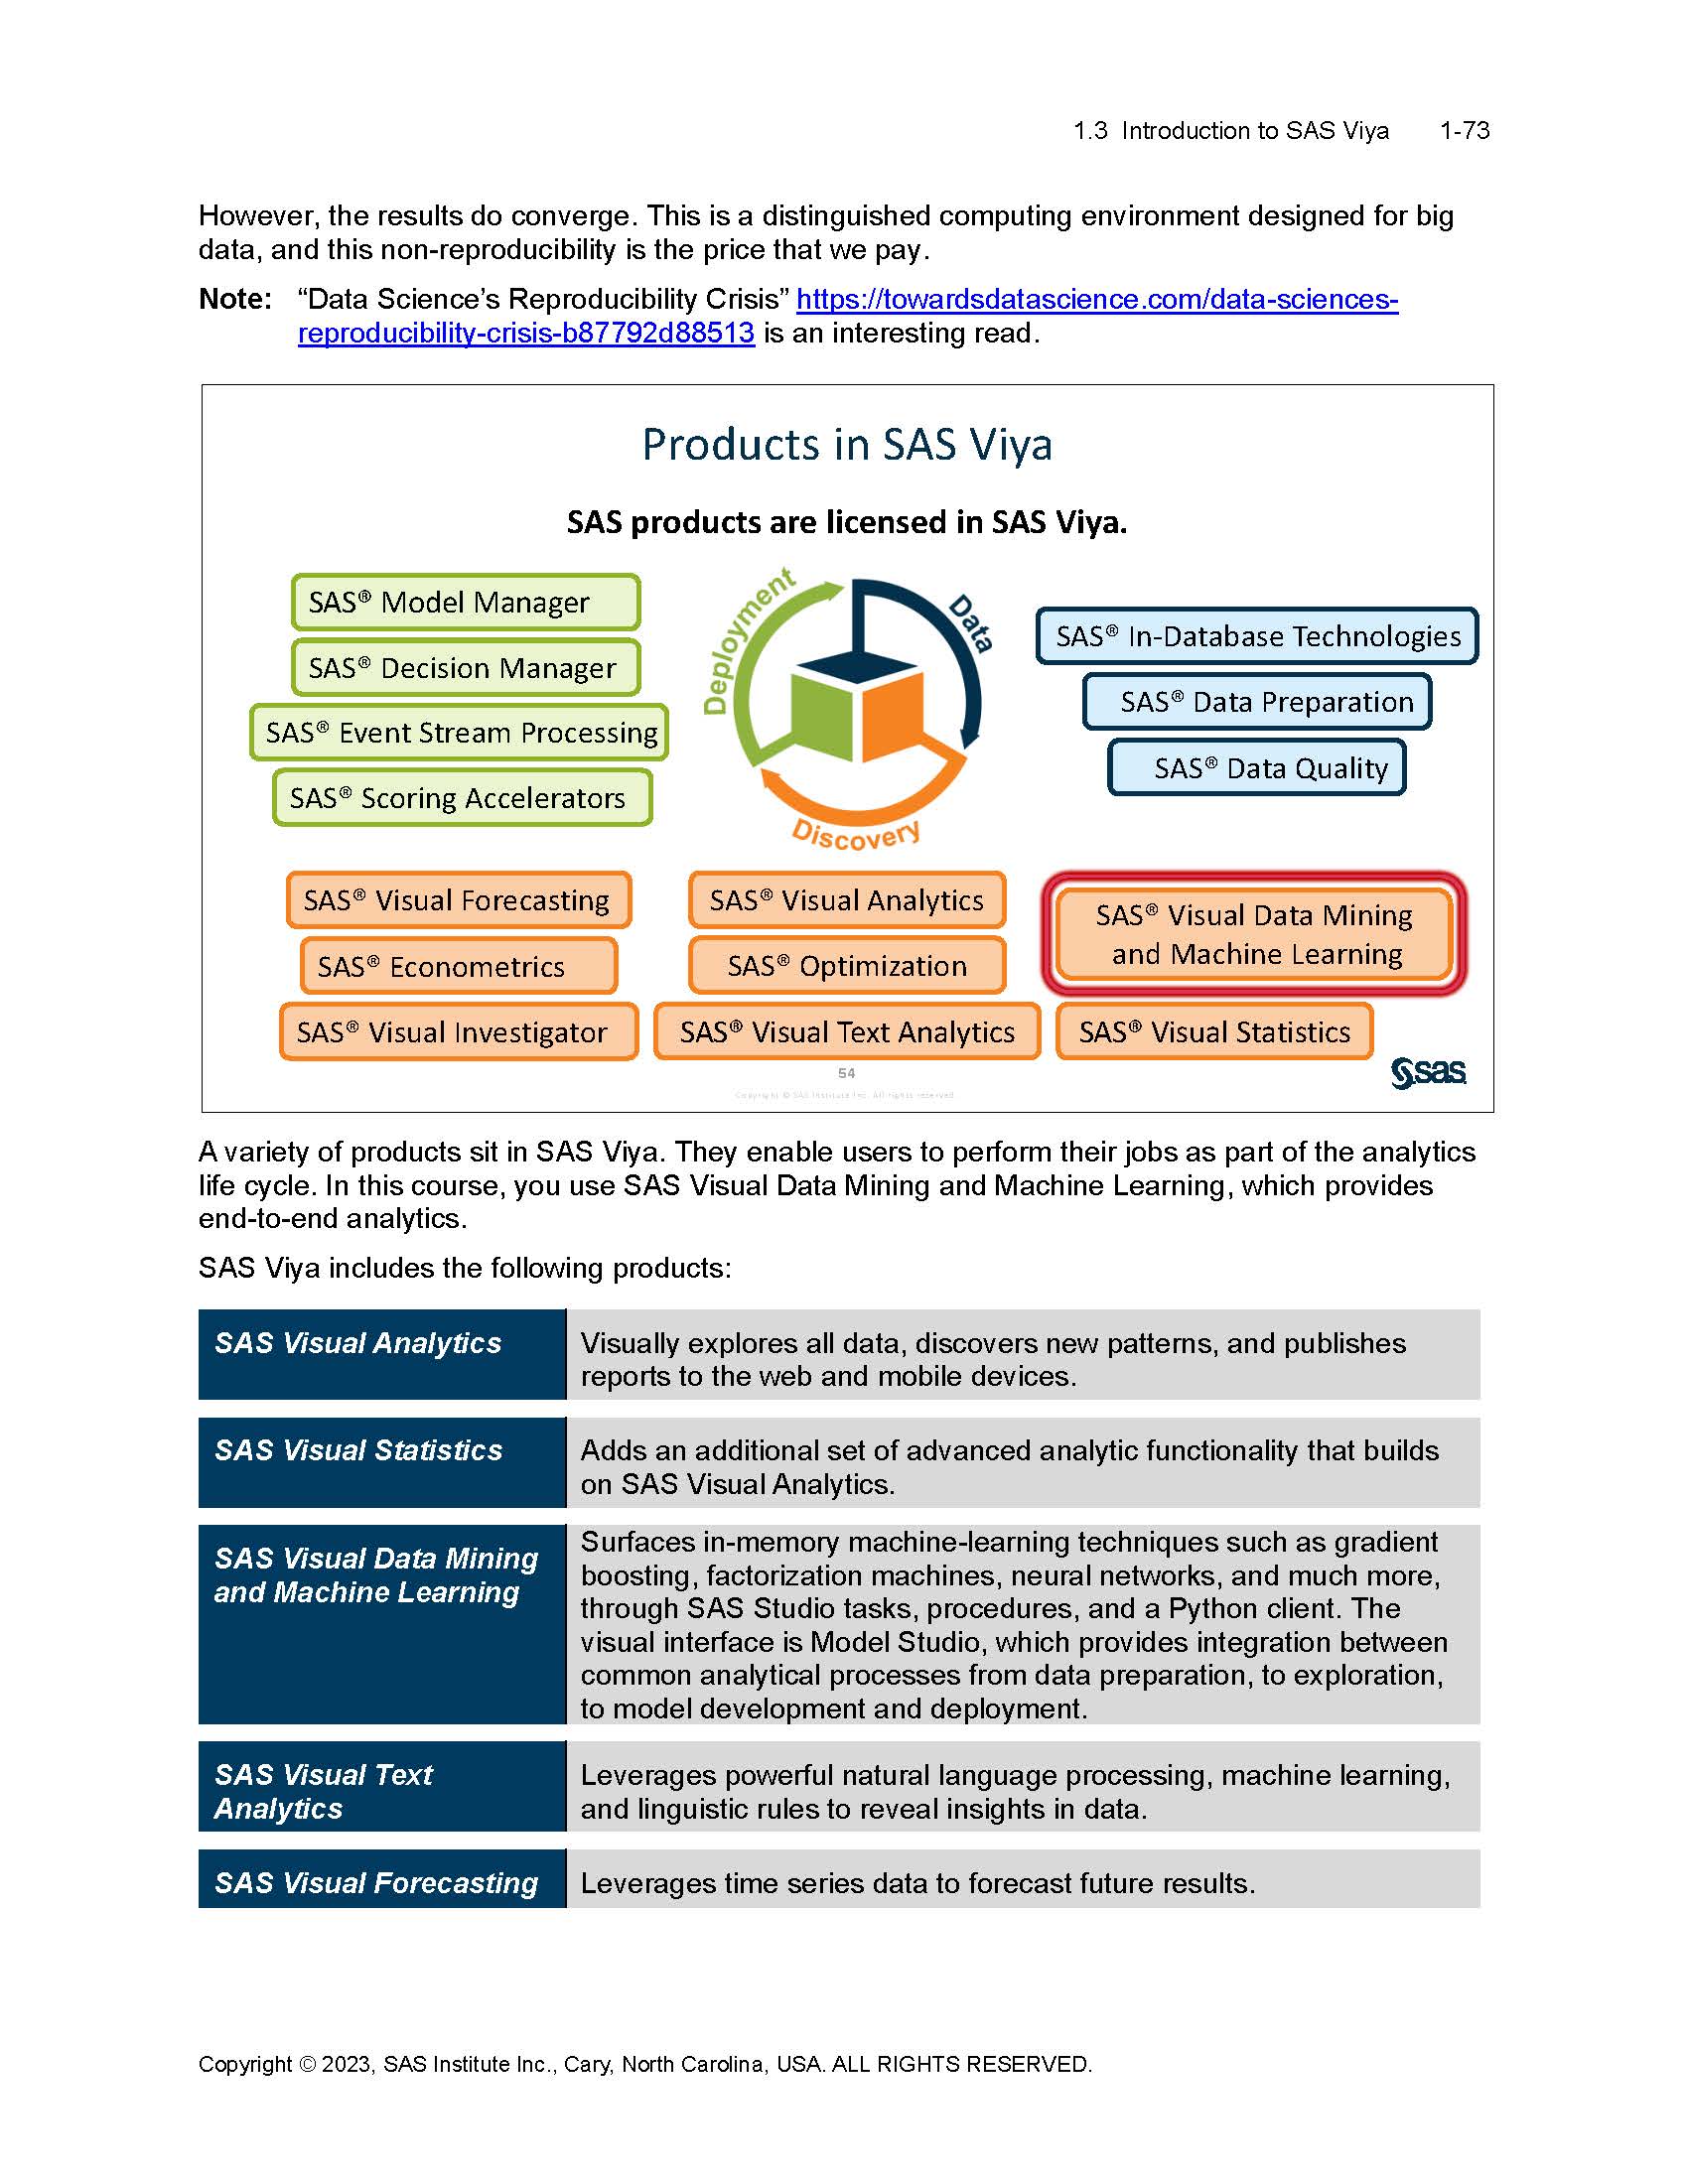 1.3 Introduction to SAS Viya 1-73
However, the results do converge. This is a distinguished computing environment designed for big
data, and this non-reproducibility is the price that we pay.
Note: “Data Science’s Reproducibility Crisis” https://towardsdatascience.com/data-sciences-
reproducibility-crisis-b87792d88513 is an interesting read.
Products in SAS Viya
SAS products are licensed in SAS Viya.
SAS® Model Manager
SAS® Decision Manager
SAS® Event Stream Processing
SAS® Scoring Accelerators
Deployment
Data
Discovery
SAS® In-Database Technologies
SAS® Data Preparation
SAS® Data Quality
SAS® Visual Forecasting
SAS® Econometrics
SAS® Visual Investigator
SAS® Visual Analytics
SAS® Optimization
SAS® Visual Text Analytics
SAS® Visual Data Mining
and Machine Learning
SAS® Visual Statistics
54
Copyright © SAS Institute Inc. All rights reserved
sas
A variety of products sit in SAS Viya. They enable users to perform their jobs as part of the analytics
life cycle. In this course, you use SAS Visual Data Mining and Machine Learning, which provides
end-to-end analytics.
SAS Viya includes the following products:
SAS Visual Analytics
Visually explores all data, discovers new patterns, and publishes
reports to the web and mobile devices.
SAS Visual Statistics
Adds an additional set of advanced analytic functionality that builds
on SAS Visual Analytics.
SAS Visual Data Mining
and Machine Learning
Surfaces in-memory machine-learning techniques such as gradient
boosting, factorization machines, neural networks, and much more,
through SAS Studio tasks, procedures, and a Python client. The
visual interface is Model Studio, which provides integration between
common analytical processes from data preparation, to exploration,
to model development and deployment.
SAS Visual Text
Analytics
Leverages powerful natural language processing, machine learning,
and linguistic rules to reveal insights in data.
SAS Visual Forecasting
Leverages time series data to forecast future results.
Copyright © 2023, SAS Institute Inc., Cary, North Carolina, USA. ALL RIGHTS RESERVED.